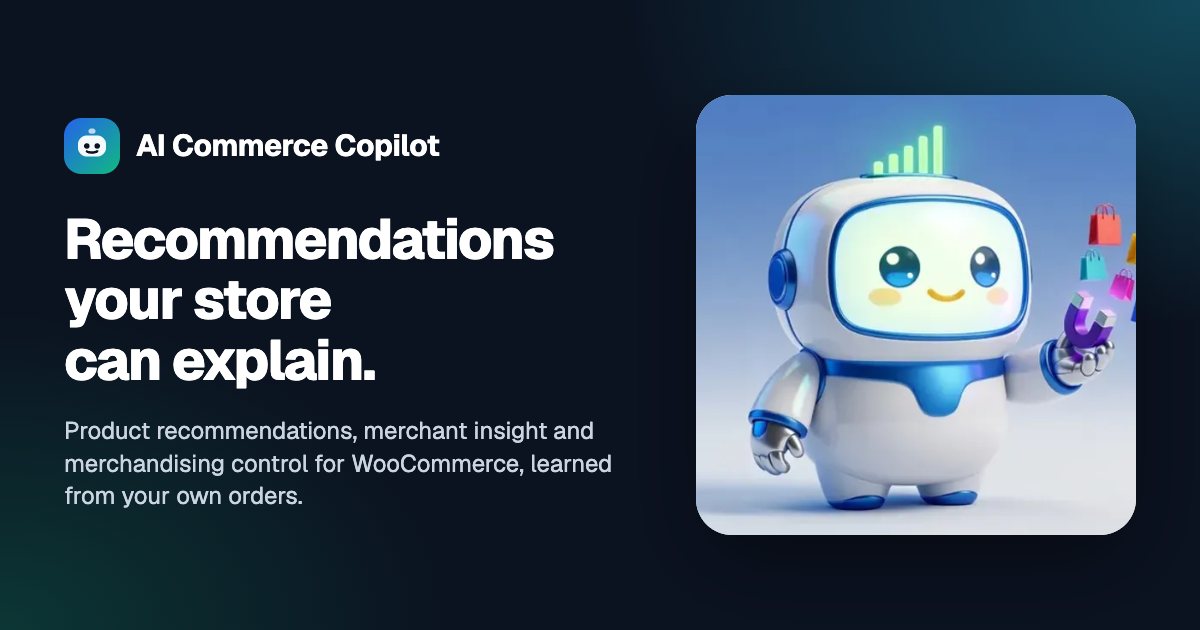 AI Commerce Copilot
Recommendations
your store
can explain.
Product recommendations, merchant insight and
merchandising control for WooCommerce, learned
from your own orders.